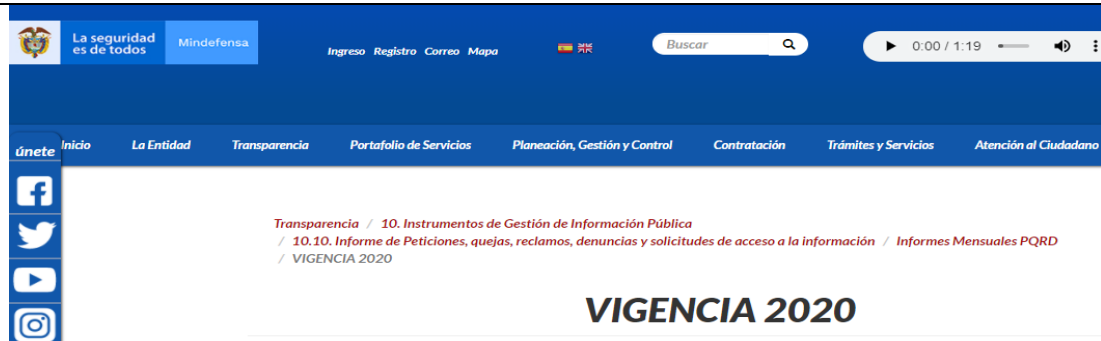 La seguridad
es de todos
Mindefensa
Ingreso Registro Correo Mapa
Buscar
0:00 / 1:19
únete
Inicio La Entidad Transparencia Portafolio de Servicios Planeación, Gestión y Control Contratación Trámites y Servicios Atención al Ciudadano
Transparencia / 10. Instrumentos de Gestión de Información Pública
/ 10.10. Informe de Peticiones, quejas, reclamos, denuncias y solicitudes de acceso a la información / Informes Mensuales PQRD
/ VIGENCIA 2020
VIGENCIA 2020